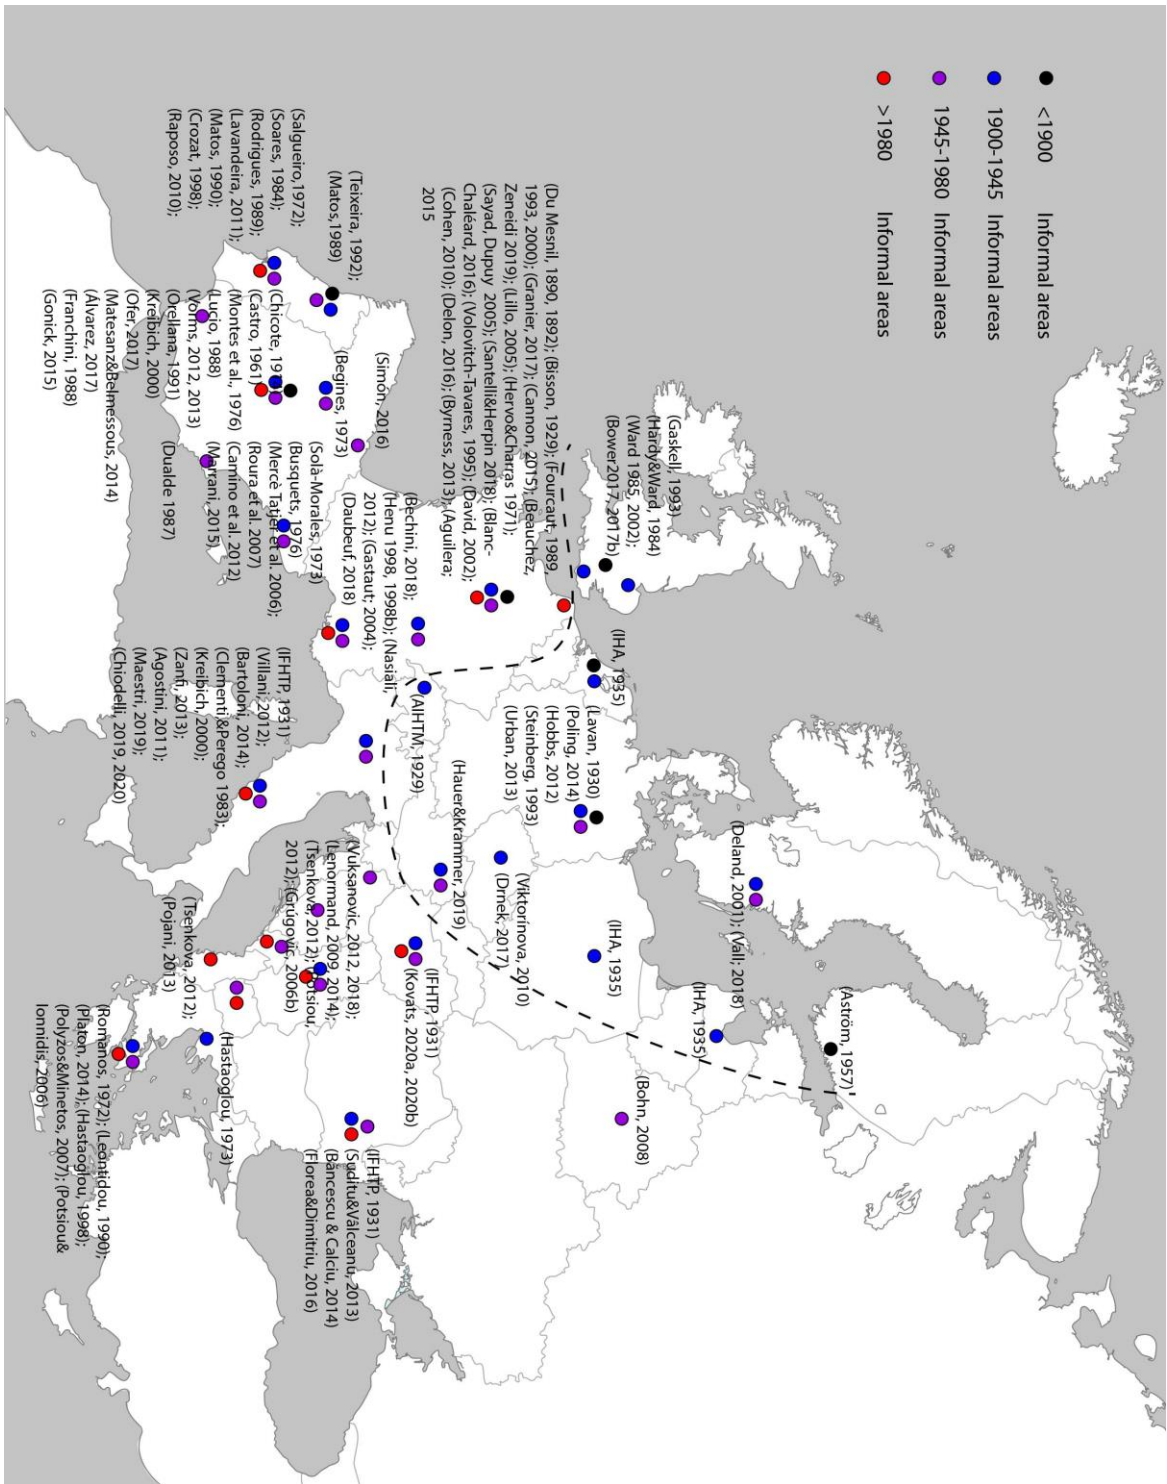 <1900 Informal areas
1900-1945 Informal areas
1945-1980 Informal areas
>1980 Informal areas
(Gaskell, 1993)
(Hardy&Ward, 1984)
(Ward 1985, 2002);
(Bower2017, 2017b)
(Åström, 1957)
(Deland, 2001); (Vall; 2018)
(IHA, 1935)
(IHA, 1935)
(IHA, 1935)
(Bohn, 2008)
(Lavan, 1930)
(Poling, 2014)
(Hobbs, 2012)
(Steinberg, 1993)
(Urban, 2013)
(Viktorínova, 2010)
(Drnek, 2017)
(Hauer&Krammer, 2019)
(AIHTM, 1929)
(Du Mesnil, 1890, 1892); (Bisson, 1929); (Fourcaut, 1989,
1993, 2000); (Granier, 2017); (Cannon, 2015); (Beauchez,
Zeneidi 2019); (Lillo, 2005); (Hervo&Charras 1971);
(Sayad, Dupuy 2005); (Santelli&Herpin 2018); (Blanc-
Chaléard, 2016); (Volovitch-Tavares, 1995); (David, 2002);
(Cohen, 2010); (Delon, 2016); (Byrness, 2013); (Aguilera;
2015
(Bechini, 2018);
(Henu 1998, 1998b); (Nasiali,
2012); (Gastaut; 2004);
(Daubeuf, 2018)
(Teixeira, 1992);
(Matos,1989)
(Salgueiro,1972);
(Soares, 1984);
(Rodrigues, 1989);
(Lavandeira, 2011);
(Matos, 1990);
(Crozat, 1998);
(Raposo, 2010);
(Simón, 2016)
(Begines, 1973)
(Chicote,
(Castro, 1961)
(Montes et al., 1976)
(Lucio, 1988)
(Vorms, 2012, 2013)
(Orellana, 1991)
(Kreibich, 2000)
(Ofer, 2017)
(Matesanz&Belmessous, 2014)
(Álvarez, 2017)
(Franchini, 1988)
(Gonick, 2015)
(Solà-Morales, 1973)
(Busquets, 1976)
(Mercè Tatjer et al. 2006;
(Roura et al. 2007)
(Camino et al. 2012)
(Marrani, 2015)
(Dualde 1987)
(IFHTP, 1931)
(Villani; 2012);
(Bartoloni, 2014);
(Clementi&Perego 1983);
(Kreibich, 2000);
(Zanfi, 2013);
(Agostini, 2011);
(Maestri, 2019);
(Chiodelli, 2019, 2020)
(IFHTP, 1931)
(Kovats, 2020a, 2020b)
(Vuksanovic, 2012, 2018);
(Lenormand, 2009, 2014);
(Tsenkova, 2012); (Potsiou,
2012); (Grúgovic, 2006b)
(IFHTP, 1931)
(Suditu&Vâlceanu, 2013)
(Băncescu & Calciu, 2014)
(Florea&Dimitriu, 2016)
(Tsenkova, 2012);
(Pojani, 2013)
(Hastaoglou, 1973)
(Romanos, 1972); (Leontidou, 1990);
(Platon, 2014); (Hastaoglou, 1998);
(Polyzos&Minetos, 2007); (Potsiou&
Ionnidis, 2006)